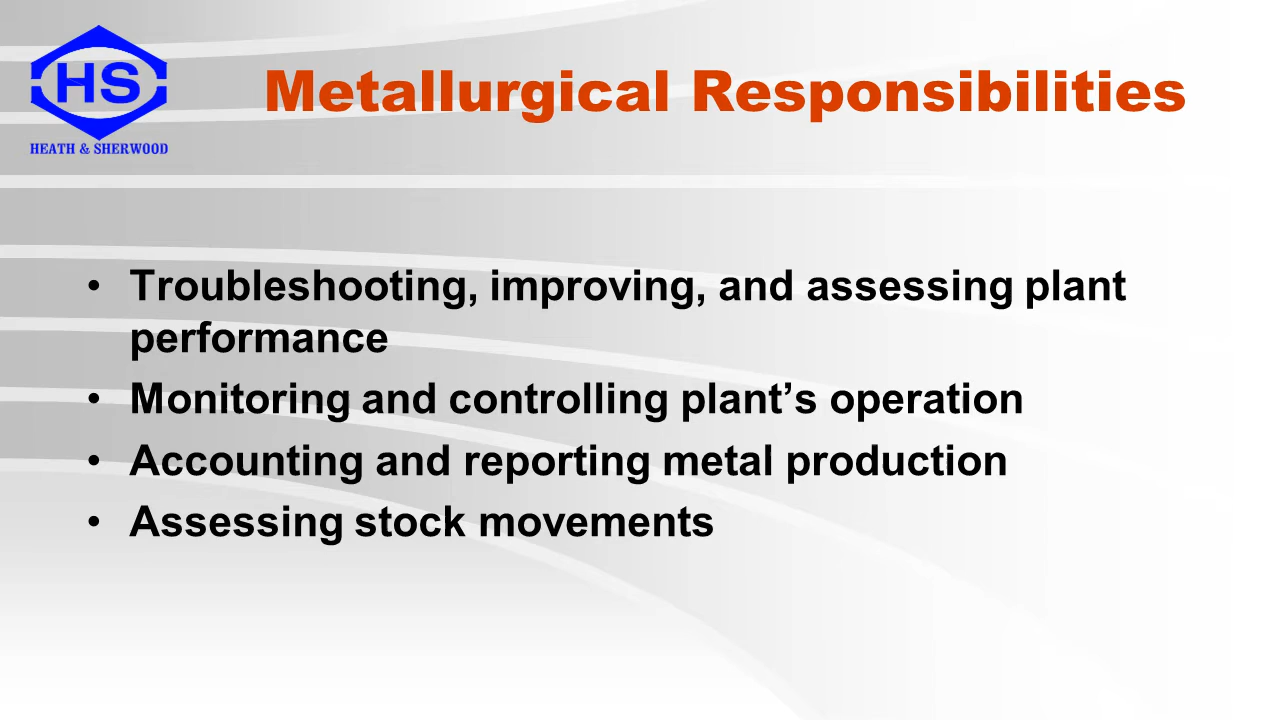 HS
HEATH & SHERWOOD
Metallurgical Responsibilities
• Troubleshooting, improving, and assessing plant
performance
• Monitoring and controlling plant’s operation
• Accounting and reporting metal production
• Assessing stock movements